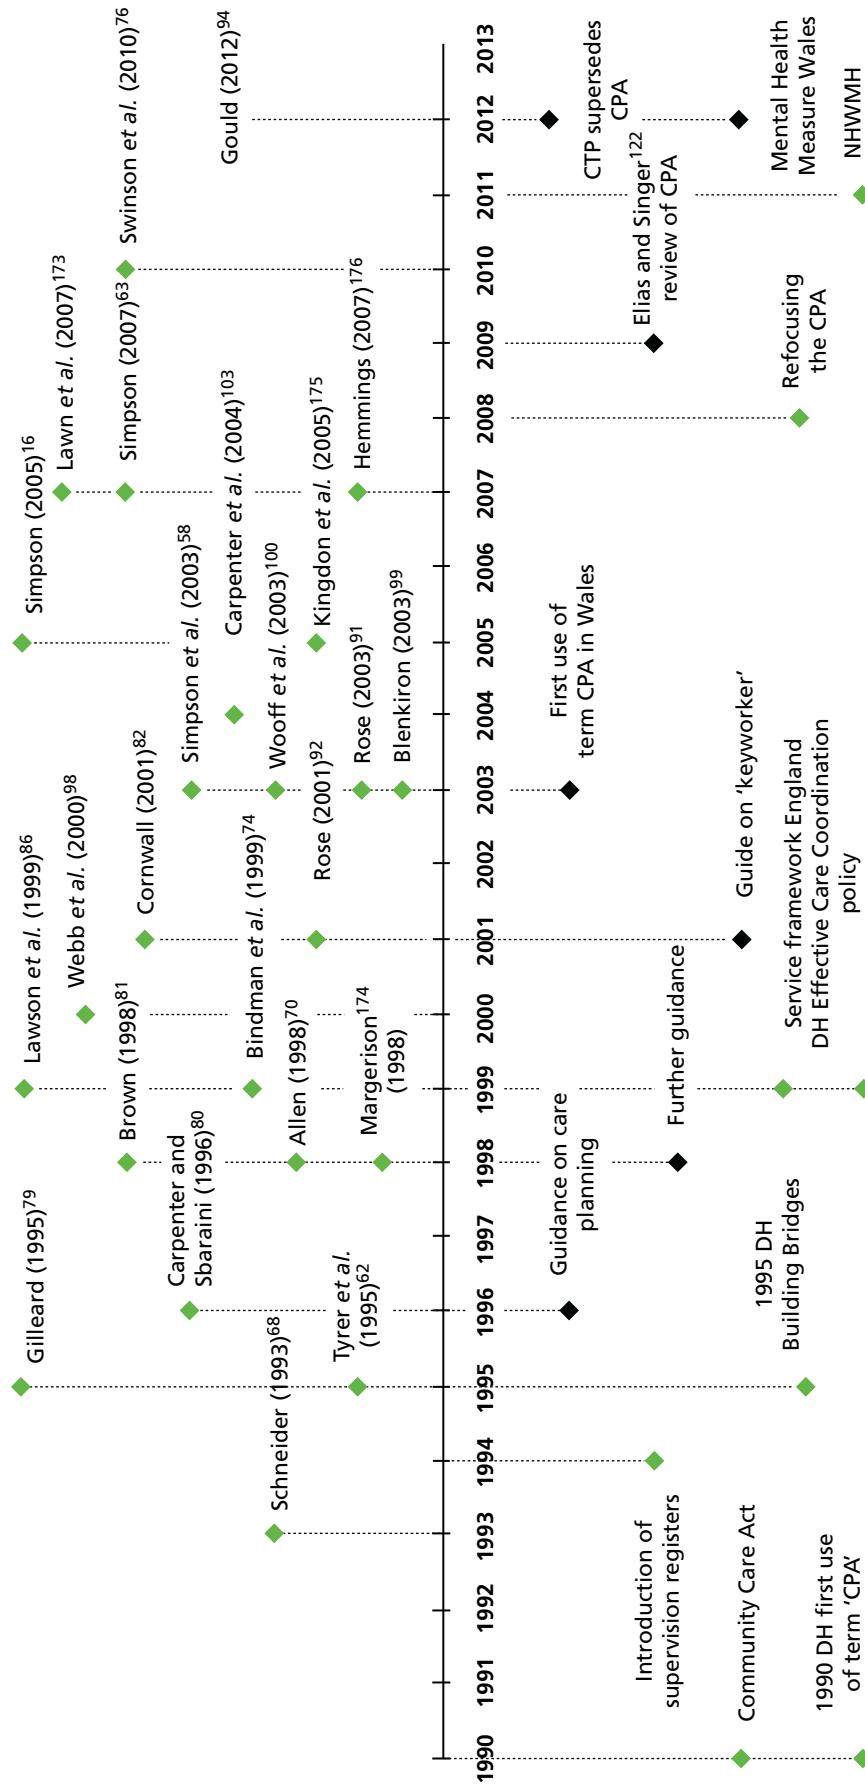 Gilleard (1995)79
Lawson et al. (1999)86
Simpson (2005)16
Webb et al. (2000)98
Lawn et al. (2007)173
Brown (1998)81
Cornwall (2001)82
Simpson (2007)63
Swinson et al. (2010)76
Carpenter and
Sbaraini (1996)80
Simpson et al. (2003)58
Carpenter et al. (2004)103
Gould (2012)94
Bindman et al. (1999)74
Schneider (1993)68
Wooff et al. (2003)100
Allen (1998)70
Rose (2001)92
Kingdon et al. (2005)175
Tyrer et al.
(1995)62
Margerison174
(1998)
Rose (2003)91
Hemmings (2007)176
Blenkiron (2003)99
1990
1991
1992
1993
1994
1995
1996
1997
1998
1999
2000
2001
2002
2003
2004
2005
2006
2007
2008
2009
2010
2011
2012
2013
Guidance on care
planning
First use of
term CPA in Wales
CTP supersedes
CPA
Introduction of
supervision registers
Further guidance
Elias and Singer122
review of CPA
Community Care Act
Guide on ‘keyworker’
1995 DH
Building Bridges
Service framework England
DH Effective Care Coordination
policy
Refocusing
the CPA
Mental Health
Measure Wales
1990 DH first use
of term ‘CPA’
NHWMH